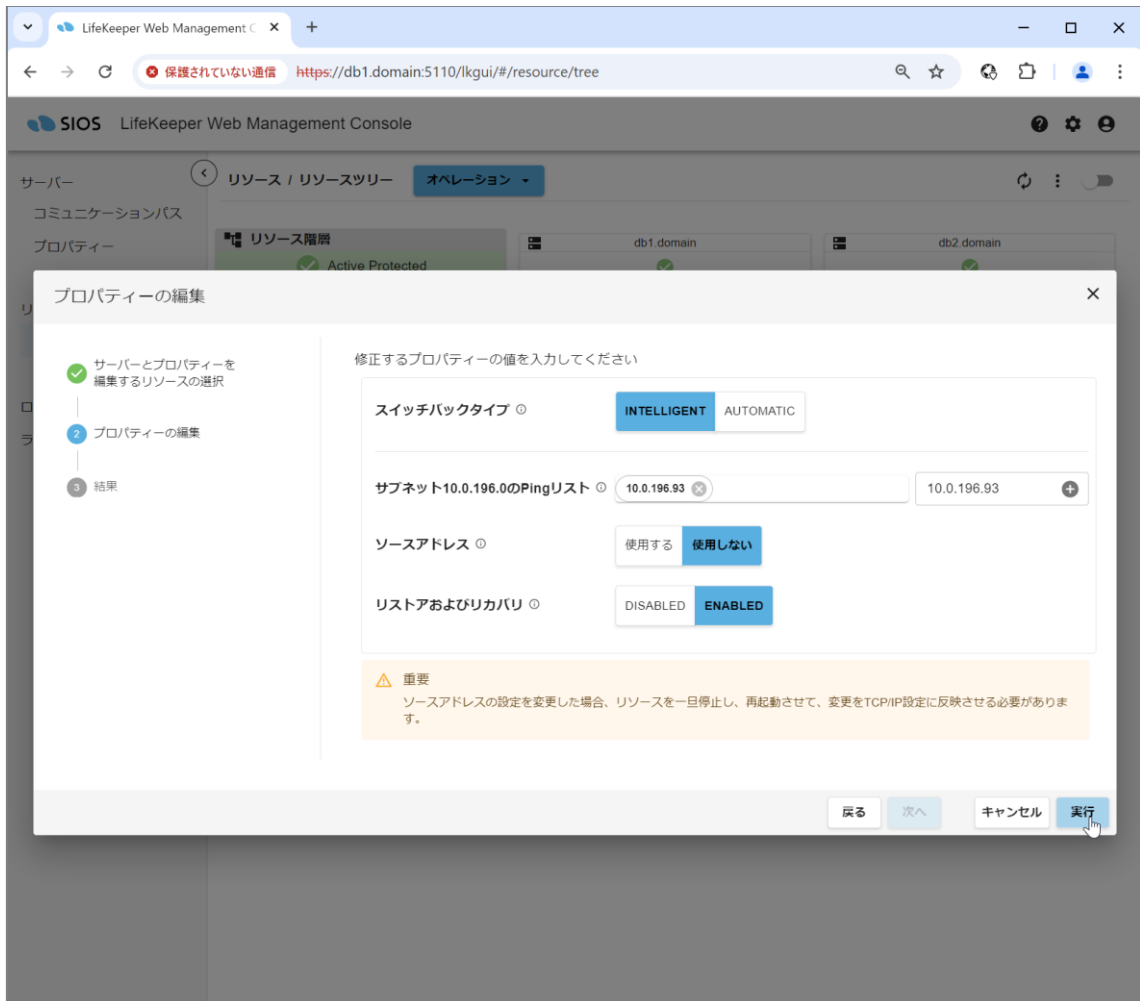 LifeKeeper Web Management C
保護されていない通信 https://db1.domain:5110/lkgui/#/resource/tree
SIOS LifeKeeper Web Management Console
サーバー
コミュニケーションパス
プロパティー
リソース / リソースツリー オペレーション
リソース階層 db1.domain db2.domain
Active Protected
リ
ロ
ラ
プロパティーの編集
サーバーとプロパティーを
編集するリソースの選択
2 プロパティーの編集
3 結果
修正するプロパティーの値を入力してください
スイッチバックタイプ INTELLIGENT AUTOMATIC
サブネット10.0.196.0のPingリスト 10.0.196.93 10.0.196.93
ソースアドレス 使用する 使用しない
リストアおよびリカバリ DISABLED ENABLED
重要
ソースアドレスの設定を変更した場合、リソースを一旦停止し、再起動させて、変更をTCP/IP設定に反映させる必要がありま
す。
戻る 次へ キャンセル 実行